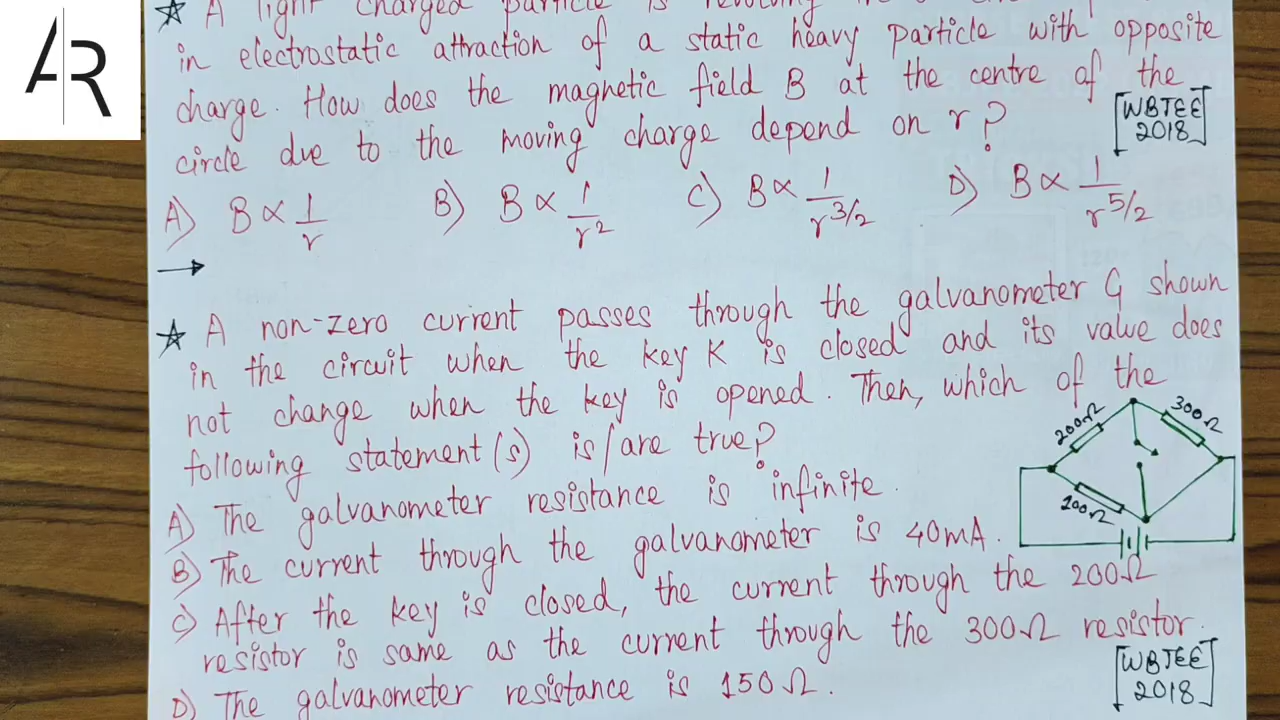 AR
☆ A light charged particle is revolving
in electrostatic attraction of a static heavy particle with opposite
charge. How does the magnetic field B at the centre of the
circle due to the moving charge depend on r?
[WBJEE 2018]
A) B ∝ 1/r B) B ∝ 1/r² C) B ∝ 1/r^3/2 D) B ∝ 1/r^5/2
→
☆ A non-zero current passes through the galvanometer G shown
in the circuit when the key K is closed and its value does
not change when the key is opened. Then, which of the
following statement(s) is/are true?
A) The galvanometer resistance is infinite.
B) The current through the galvanometer is 40mA.
C) After the key is closed, the current through the 200Ω
resistor is same as the current through the 300Ω resistor.
D) The galvanometer resistance is 150Ω.
200Ω
300Ω
200Ω
[WBJEE 2018]